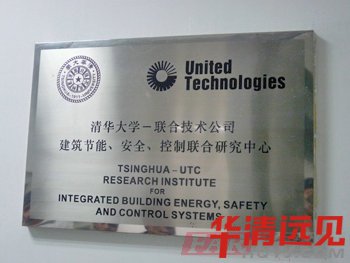 United
Technologies
清华大学－联合技术公司
建筑节能、安全、控制联合研究中心
TSINGHUA – UTC
RESEARCH INSTITUTE
FOR
INTEGRATED BUILDING ENERGY, SAFETY
AND CONTROL SYSTEMS
华清远见